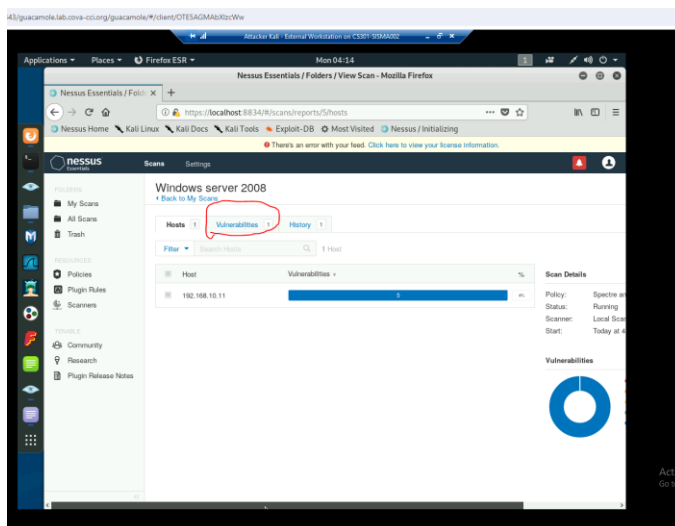 43/guacamole.lab.cova-cci.org/guacamole/#/client/OTE5AGMAbXlzcWw
Attacker Kali - External Workstation on CS301-SISMA002
Applications Places Firefox ESR Mon 04:14 1
Nessus Essentials / Folders / View Scan - Mozilla Firefox
Nessus Essentials / Fold
https://localhost:8834/#/scans/reports/5/hosts
Nessus Home Kali Linux Kali Docs Kali Tools Exploit-DB Most Visited Nessus / Initializing
There's an error with your feed. Click here to view your license information.
nessus Scans Settings
Essentials
FOLDERS
My Scans
All Scans
Trash
RESOURCES
Policies
Plugin Rules
Scanners
TENABLE
Community
Research
Plugin Release Notes
Windows server 2008
Back to My Scans
Hosts 1 Vulnerabilities 1 History 1
Filter Search Hosts 1 Host
Host Vulnerabilities %
192.168.10.11 5
Scan Details
Policy: Spectre an
Status: Running
Scanner: Local Scan
Start: Today at 4
Vulnerabilities
Act
Go to